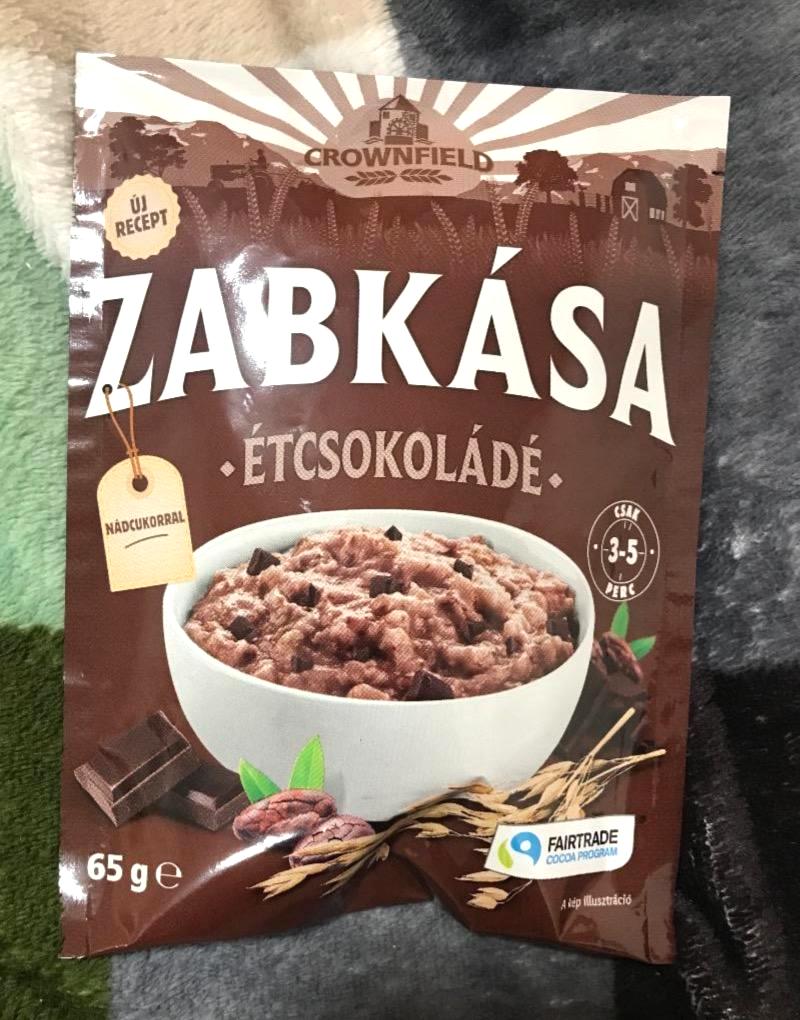 CROWNFIELD
ÚJ
RECEPT
ZABKÁSA
ÉTCSOKOLÁDÉ
NÁDCUKORRAL
CSAK
3-5
PERC
65 g ℮
FAIRTRADE
COCOA PROGRAM
A kép illusztráció